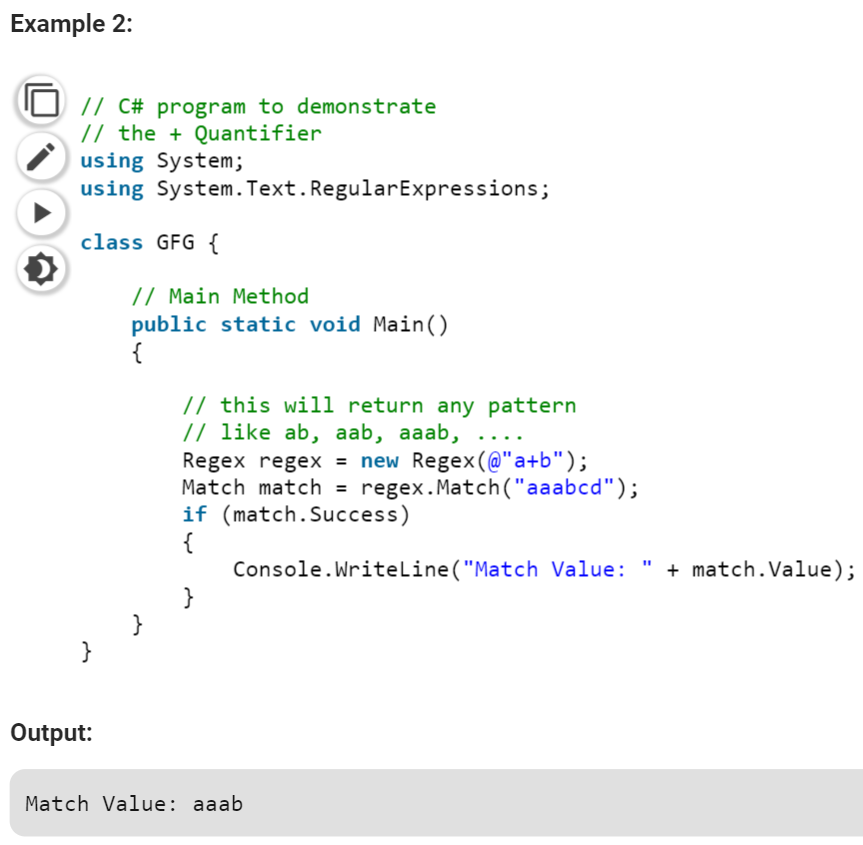 Example 2:
// C# program to demonstrate
// the + Quantifier
using System;
using System.Text.RegularExpressions;
class GFG {
// Main Method
public static void Main()
{
// this will return any pattern
// like ab, aab, aaab, ....
Regex regex = new Regex(@"a+b");
Match match = regex.Match("aaabcd");
if (match.Success)
{
Console.WriteLine("Match Value: " + match.Value);
}
}
}
Output:
Match Value: aaab